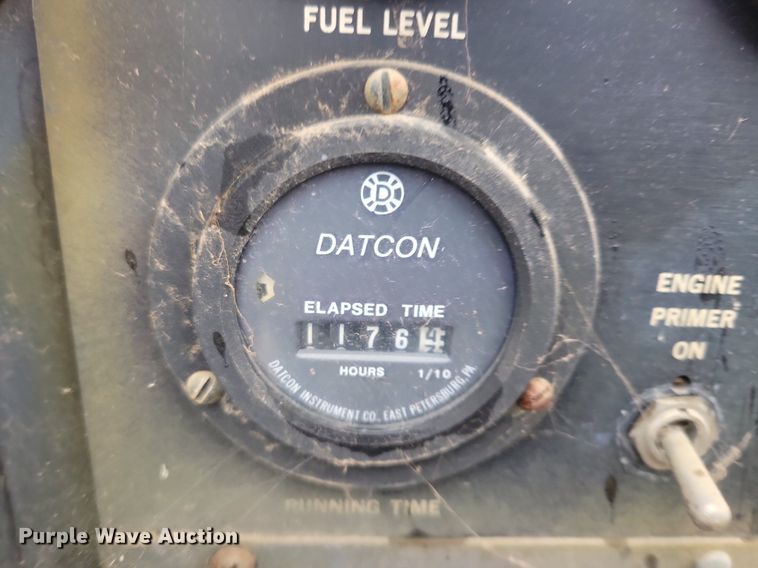 FUEL LEVEL
D
DATCON
ELAPSED TIME
11764
HOURS 1/10
DATCON INSTRUMENT CO. EAST PETERSBURG, PA.
ENGINE
PRIMER
ON
RUNNING TIME
Purple Wave Auction